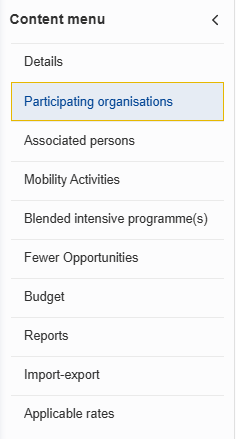 Content menu
Details
Participating organisations
Associated persons
Mobility Activities
Blended intensive programme(s)
Fewer Opportunities
Budget
Reports
Import-export
Applicable rates